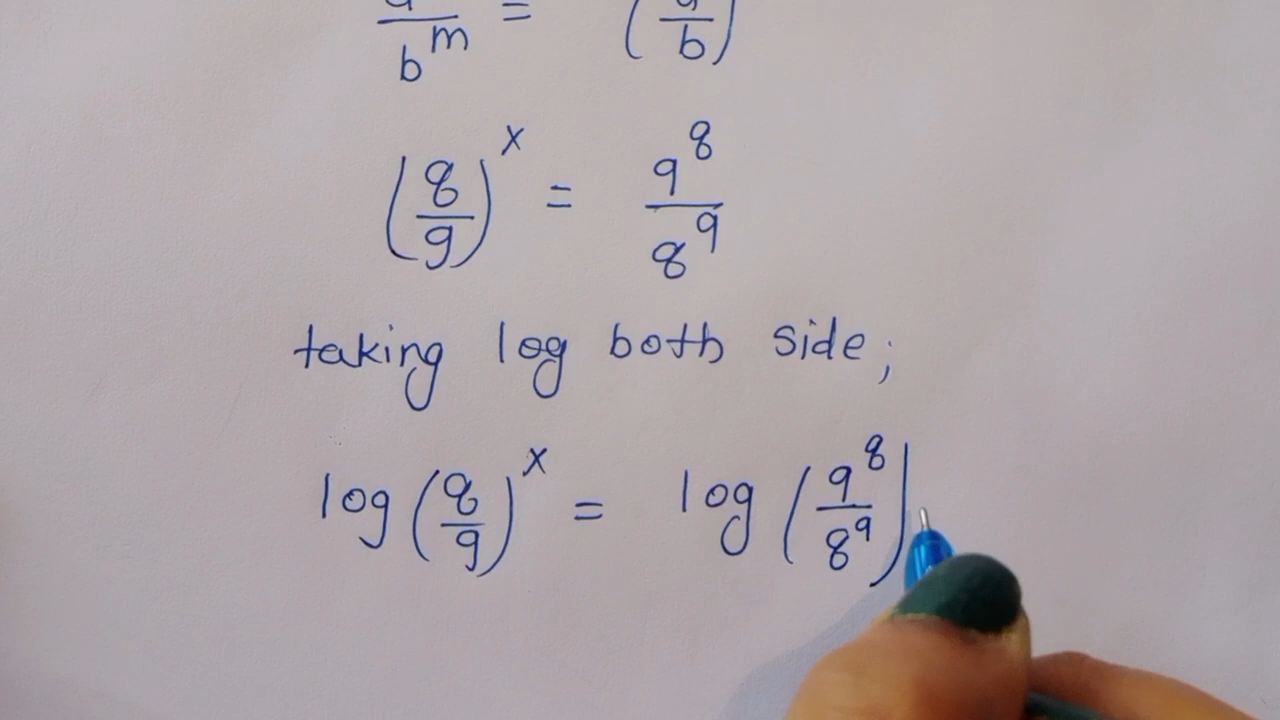 /b^m = (/b)
(8/9)^x = 9^8/8^9
taking log both side;
log(8/9)^x = log(9^8/8^9)